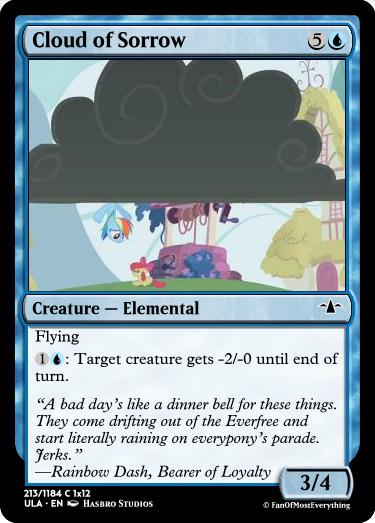 Cloud of Sorrow 5
Creature — Elemental
Flying
1: Target creature gets -2/-0 until end of
turn.
“A bad day's like a dinner bell for these things.
They come drifting out of the Everfree and
start literally raining on everypony's parade.
Jerks.”
—Rainbow Dash, Bearer of Loyalty
3/4
213/1184 C 1x12
ULA • EN Hasbro Studios
© FanOfMostEverything